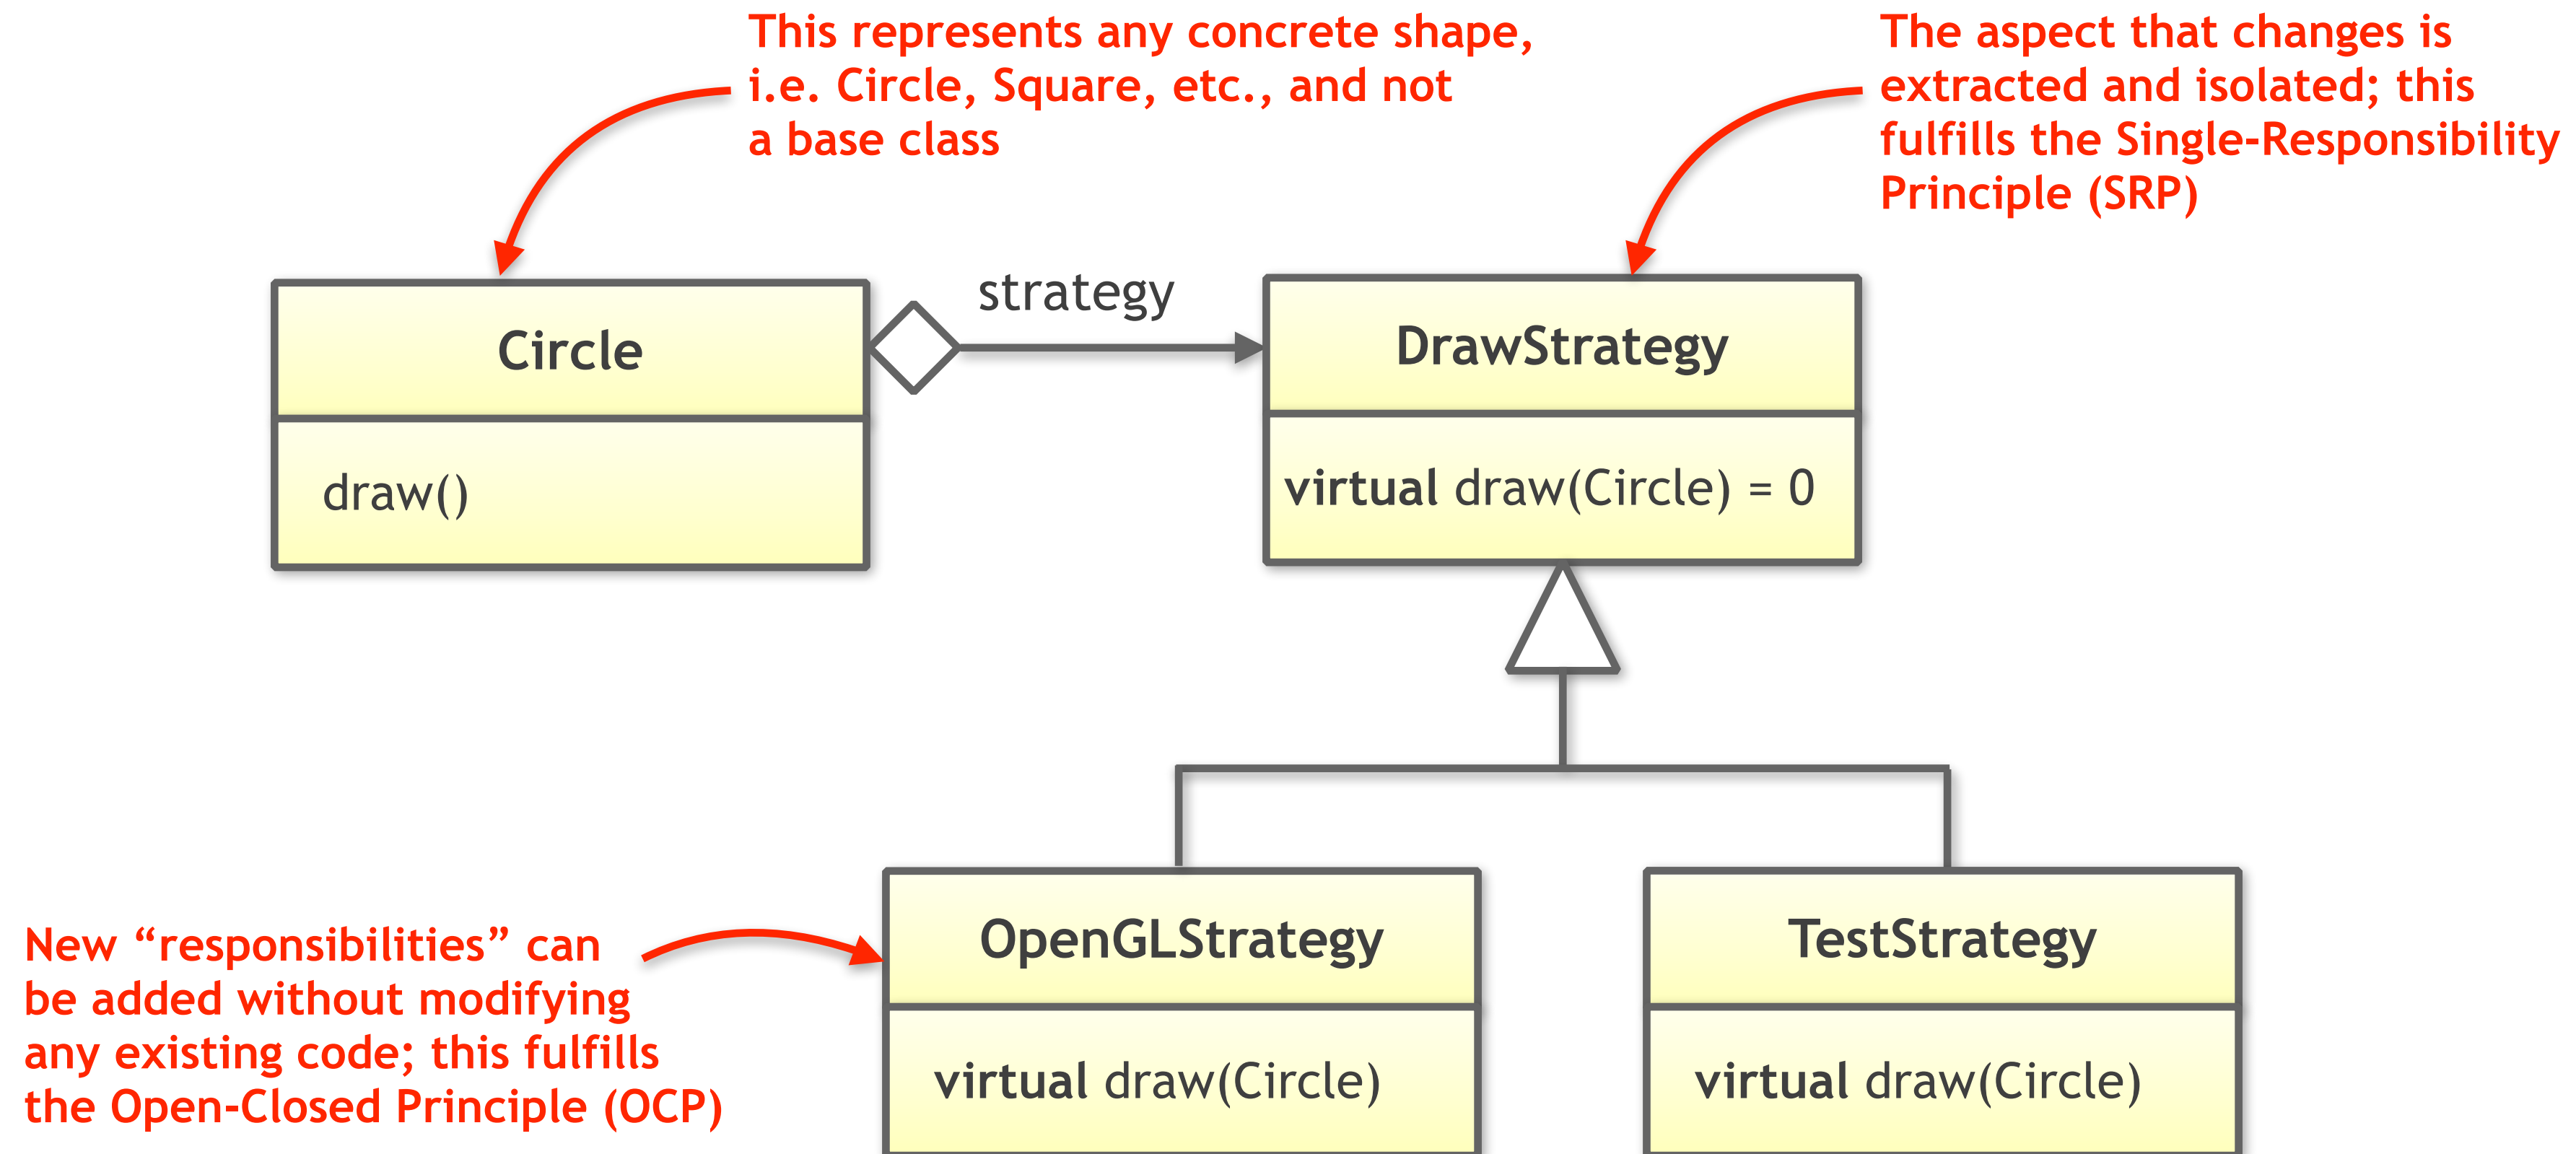 This represents any concrete shape,
i.e. Circle, Square, etc., and not
a base class
The aspect that changes is
extracted and isolated; this
fulfills the Single-Responsibility
Principle (SRP)
Circle
draw()
strategy
DrawStrategy
virtual draw(Circle) = 0
New “responsibilities” can
be added without modifying
any existing code; this fulfills
the Open-Closed Principle (OCP)
OpenGLStrategy
virtual draw(Circle)
TestStrategy
virtual draw(Circle)